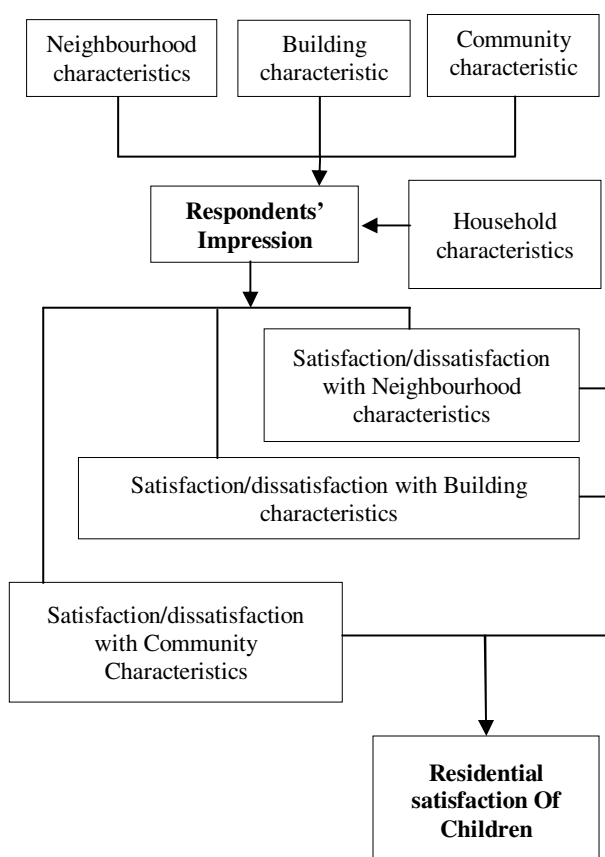 Neighbourhood
characteristics
Building
characteristic
Community
characteristic
Respondents’
Impression
Household
characteristics
Satisfaction/dissatisfaction
with Neighbourhood
characteristics
Satisfaction/dissatisfaction with Building
characteristics
Satisfaction/dissatisfaction
with Community
Characteristics
Residential
satisfaction Of
Children